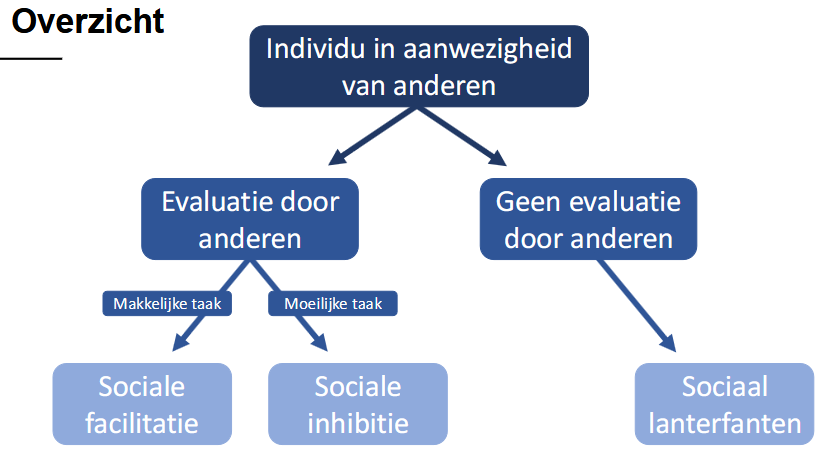 Overzicht
Individu in aanwezigheid
van anderen
Evaluatie door
anderen
Geen evaluatie
door anderen
Makkelijke taak
Moeilijke taak
Sociale
facilitatie
Sociale
inhibitie
Sociaal
lanterfanten